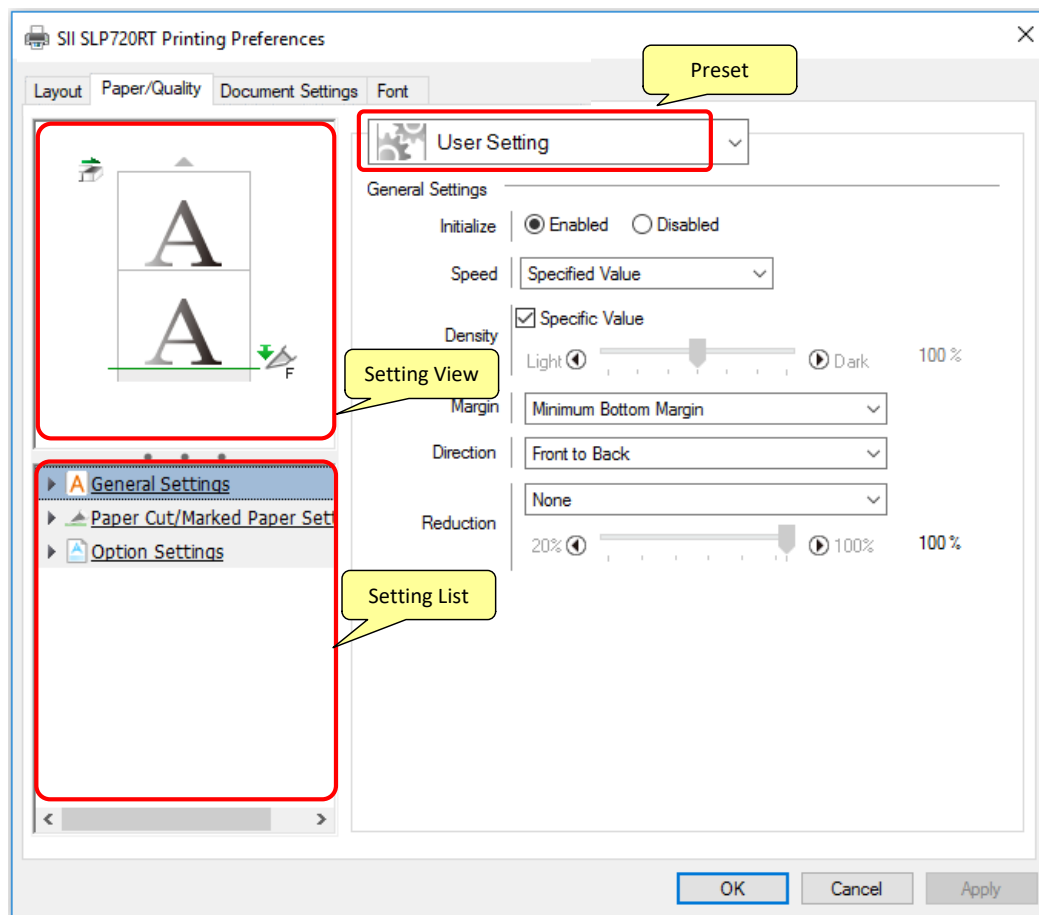 SII SLP720RT Printing Preferences
Preset
Layout Paper/Quality Document Settings Font
User Setting
General Settings
Initialize Enabled Disabled
A
Speed Specified Value
Specific Value
Density
Light Dark 100 %
A
F
Setting View
Margin Minimum Bottom Margin
Direction Front to Back
A General Settings
None
Paper Cut/Marked Paper Sett
Reduction
A Option Settings
20% 100% 100 %
Setting List
OK Cancel Apply